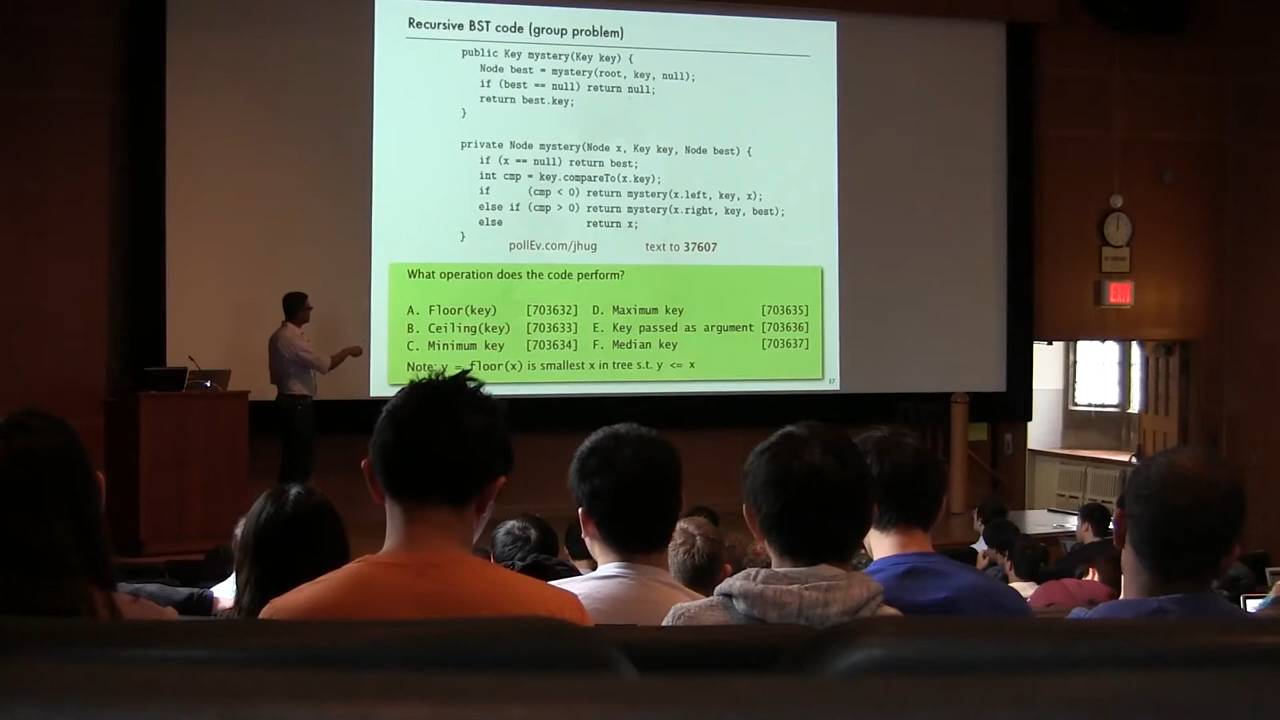 Recursive BST code (group problem)
public Key mystery(Key key) {
Node best = mystery(root, key, null);
if (best == null) return null;
return best.key;
}
private Node mystery(Node x, Key key, Node best) {
if (x == null) return best;
int cmp = key.compareTo(x.key);
if (cmp < 0) return mystery(x.left, key, x);
else if (cmp > 0) return mystery(x.right, key, best);
else return x;
}
pollEv.com/jhug text to 37607
What operation does the code perform?
A. Floor(key) [703632] D. Maximum key [703635]
B. Ceiling(key) [703633] E. Key passed as argument [703636]
C. Minimum key [703634] F. Median key [703637]
Note: y = floor(x) is smallest x in tree s.t. y <= x
17
EXIT